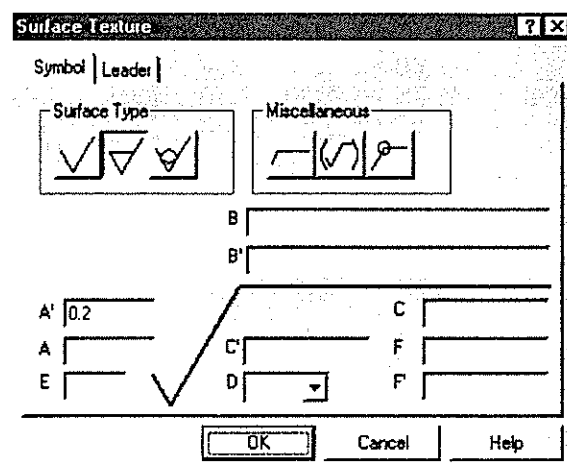 Surface Texture ? X
Symbol Leader
Surface Type Miscellaneous
B
B'
A' 0.2 C
A C' F
E D F'
OK Cancel Help